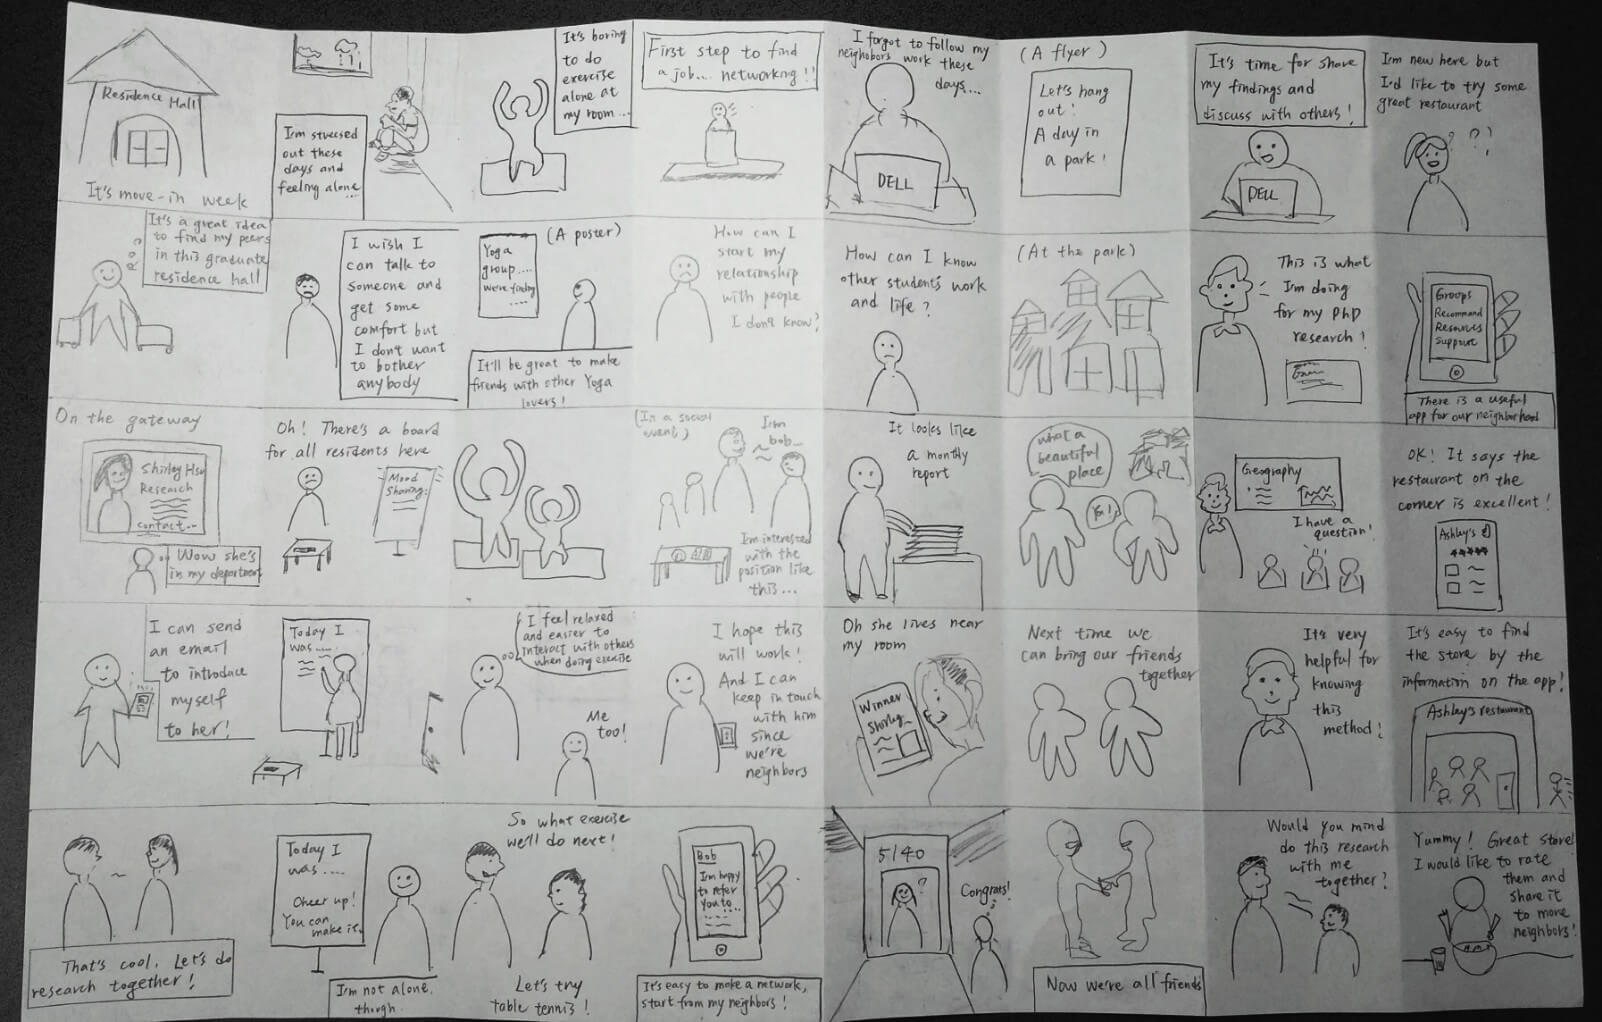 Residence Hall
It's move-in week
It's a great idea
to find my peers
in this graduate
residence hall
On the gateway
Shirley Hsu
Research
contact...
Wow she's
in my department
I can send
an email
to introduce
myself
to her!
That's cool. Let's do
research together!
I'm stressed
out these
days and
feeling alone
...
I wish I
can talk to
someone and
get some
comfort but
I don't want
to bother
anybody
Oh! There's a board
for all residents here
Mood
Sharing:
Today I
was.....
Today I
was.....
Cheer up!
You can
make it.
I'm not alone,
though.
It's boring
to do
exercise
alone at
my room...
(A poster)
Yoga
group....
we're finding
.....
It'll be great to make
friends with other Yoga
lovers!
I feel relaxed
and easier to
interact with others
when doing exercise
Me
too!
So what exercise
we'll do next!
Let's try
table tennis!
First step to find
a job.... networking!!
How can I
start my
relationship
with people
I don't know?
(In a social
event)
I'm
bob...
I'm interested
with the
position like
this...
I hope this
will work!
And I can
keep in touch
with him
since
we're
neighbors
Bob
I'm happy
to refer
you to
....
It's easy to make a network,
start from my neighbors!
I forgot to follow my
neighobors work these
days....
DELL
How can I know
other student's work
and life?
It looks like
a monthly
report
Oh she lives near
my room
Winner
Shirley...
5140
?
Congrats!
(A flyer)
Let's hang
out!
A day in
a park!
(At the park)
what a
beautiful
place
Yes!
Next time we
can bring our friends
together
Now we're all friends
It's time for share
my findings and
discuss with others!
DELL
This is what
I'm doing
for my PhD
research!
Geography
I have a
question!
It's very
helpful for
knowing
this
method!
Would you mind
do this research
with me
together?
I'm new here but
I'd like to try some
great restaurant
? ? !
Groops
Recommand
Resources
Support
There is a useful
app for our neighborhood
OK! It says the
restaurant on the
corner is excellent!
Ashley's
It's easy to find
the store by the
information on the app!
Ashley's restaurant
Yummy! Great store!
I would like to rate
them and
share it
to more
neighbors!